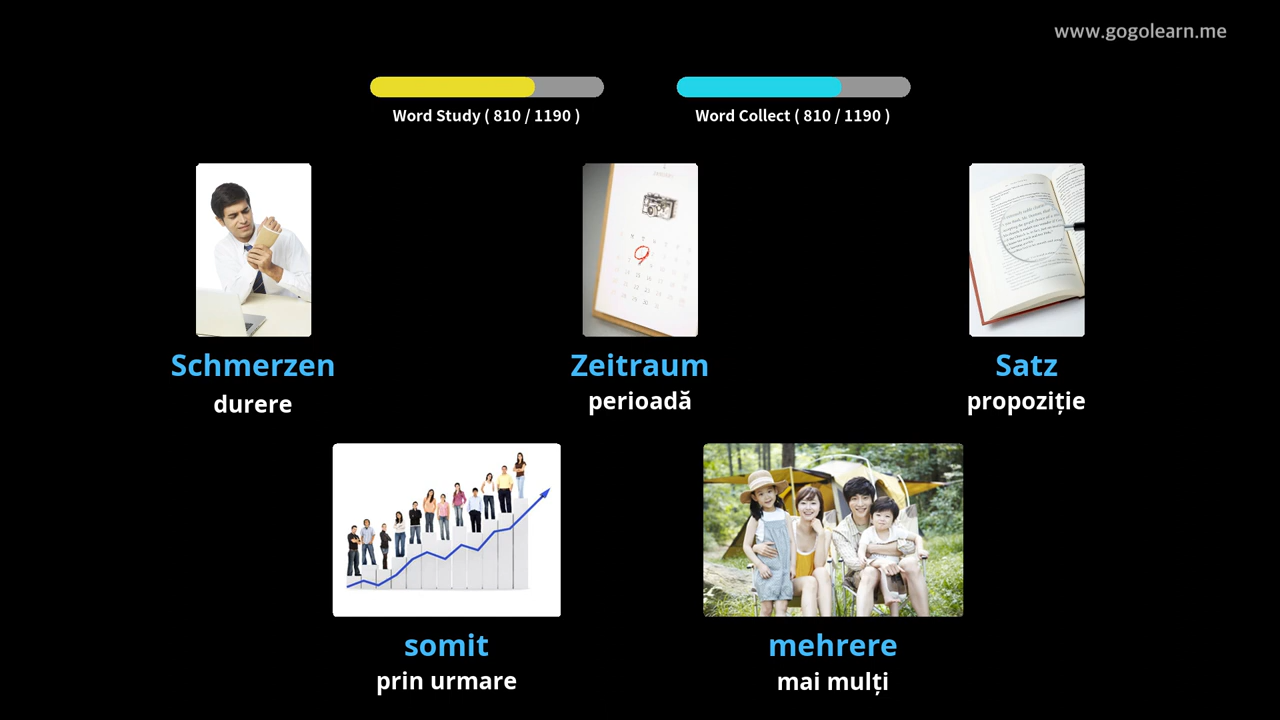 www.gogolearn.me
Word Study ( 810 / 1190 )
Word Collect ( 810 / 1190 )
Schmerzen
durere
Zeitraum
perioadă
Satz
propoziție
somit
prin urmare
mehrere
mai mulți